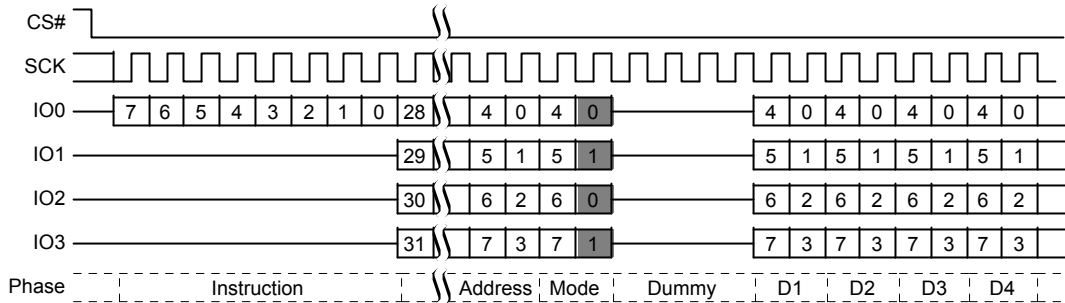 CS#
SCK
IO0 7 6 5 4 3 2 1 0 28 4 0 4 0 4 0 4 0 4 0 4 0
IO1 29 5 1 5 1 5 1 5 1 5 1 5 1
IO2 30 6 2 6 0 6 2 6 2 6 2 6 2
IO3 31 7 3 7 1 7 3 7 3 7 3 7 3
Phase Instruction Address Mode Dummy D1 D2 D3 D4